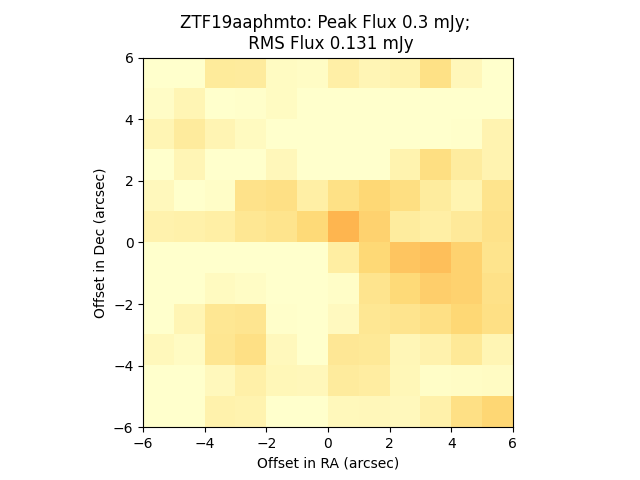 ZTF19aaphmto: Peak Flux 0.3 mJy;
RMS Flux 0.131 mJy
6
4
2
0
−2
−4
−6
Offset in Dec (arcsec)
−6 −4 −2 0 2 4 6
Offset in RA (arcsec)